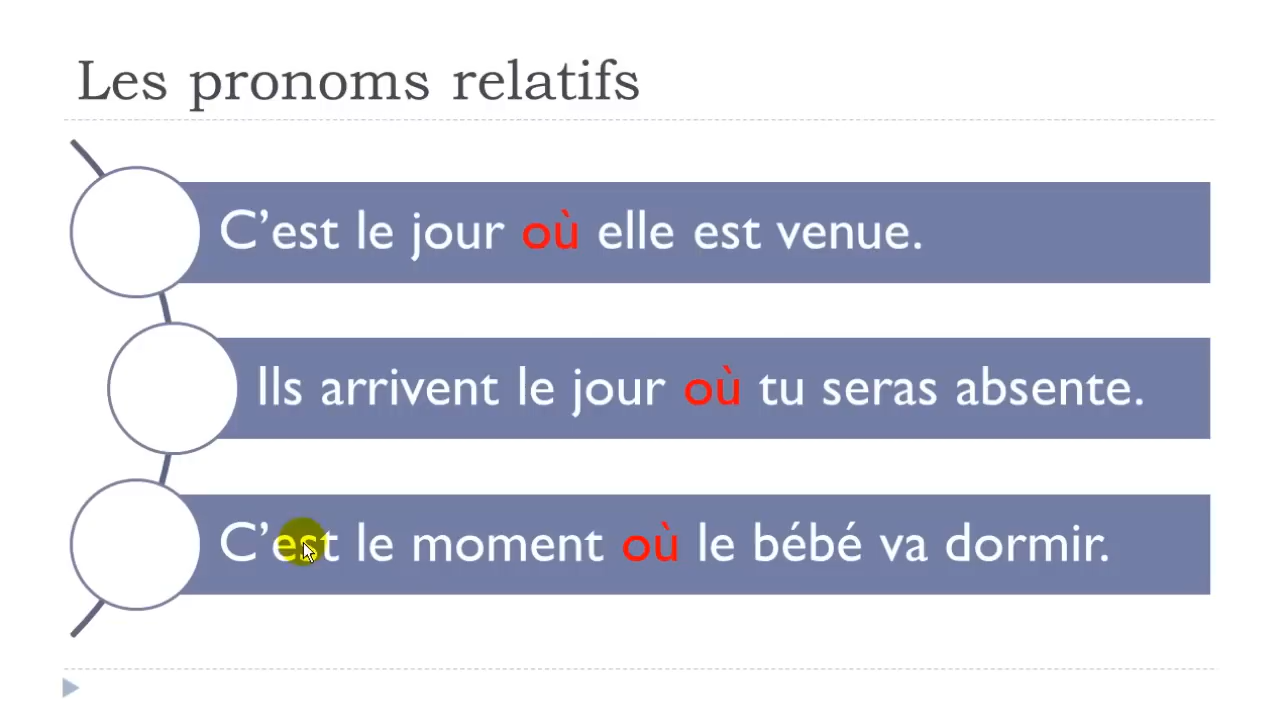 Les pronoms relatifs
C’est le jour où elle est venue.
Ils arrivent le jour où tu seras absente.
C’est le moment où le bébé va dormir.